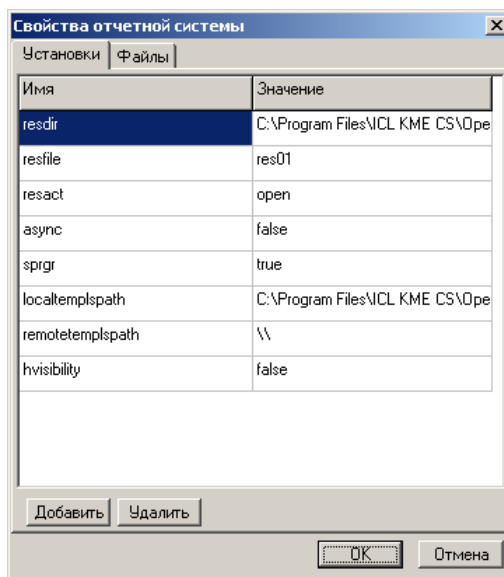 Свойства отчетной системы
Установки Файлы
Имя Значение
resdir C:\Program Files\ICL KME CS\Ope
resfile res01
resact open
async false
sprgr true
localtemplspath C:\Program Files\ICL KME CS\Ope
remotetemplspath \\
hvisibility false
Добавить Удалить
OK Отмена